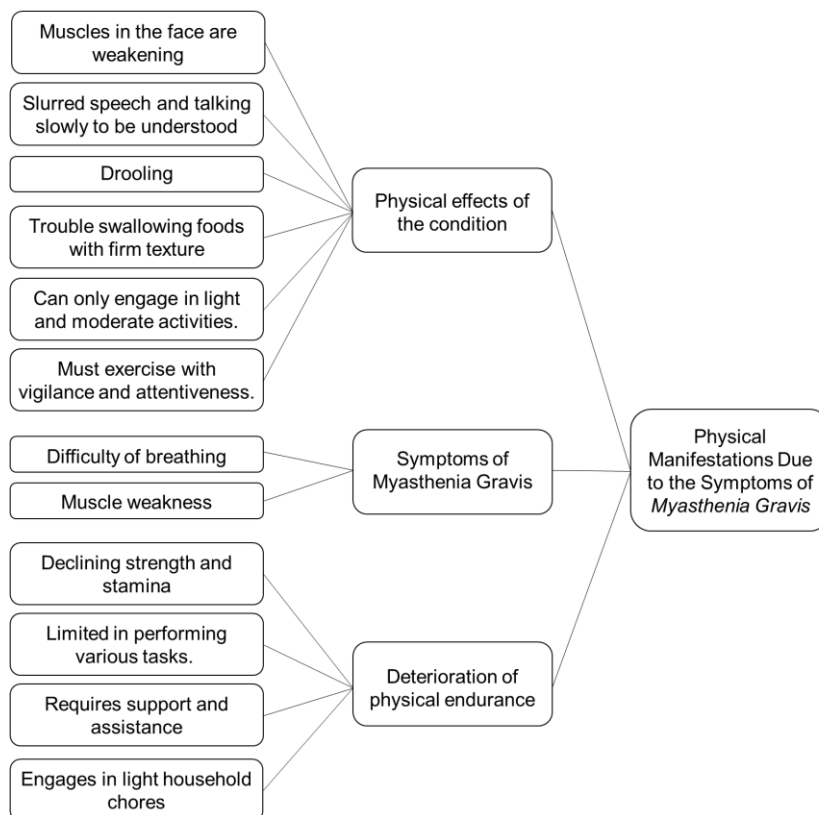 Muscles in the face are
weakening
Slurred speech and talking
slowly to be understood
Drooling
Trouble swallowing foods
with firm texture
Can only engage in light
and moderate activities.
Must exercise with
vigilance and attentiveness.
Difficulty of breathing
Muscle weakness
Declining strength and
stamina
Limited in performing
various tasks.
Requires support and
assistance
Engages in light household
chores
Physical effects of
the condition
Symptoms of
Myasthenia Gravis
Deterioration of
physical endurance
Physical
Manifestations Due
to the Symptoms of
Myasthenia Gravis